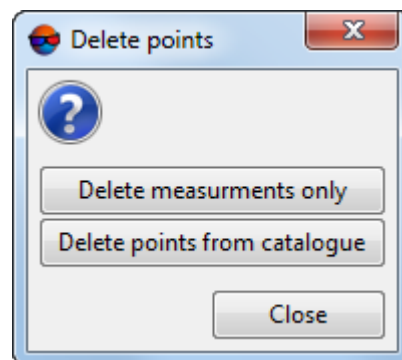 Delete points
Delete measurments only
Delete points from catalogue
Close